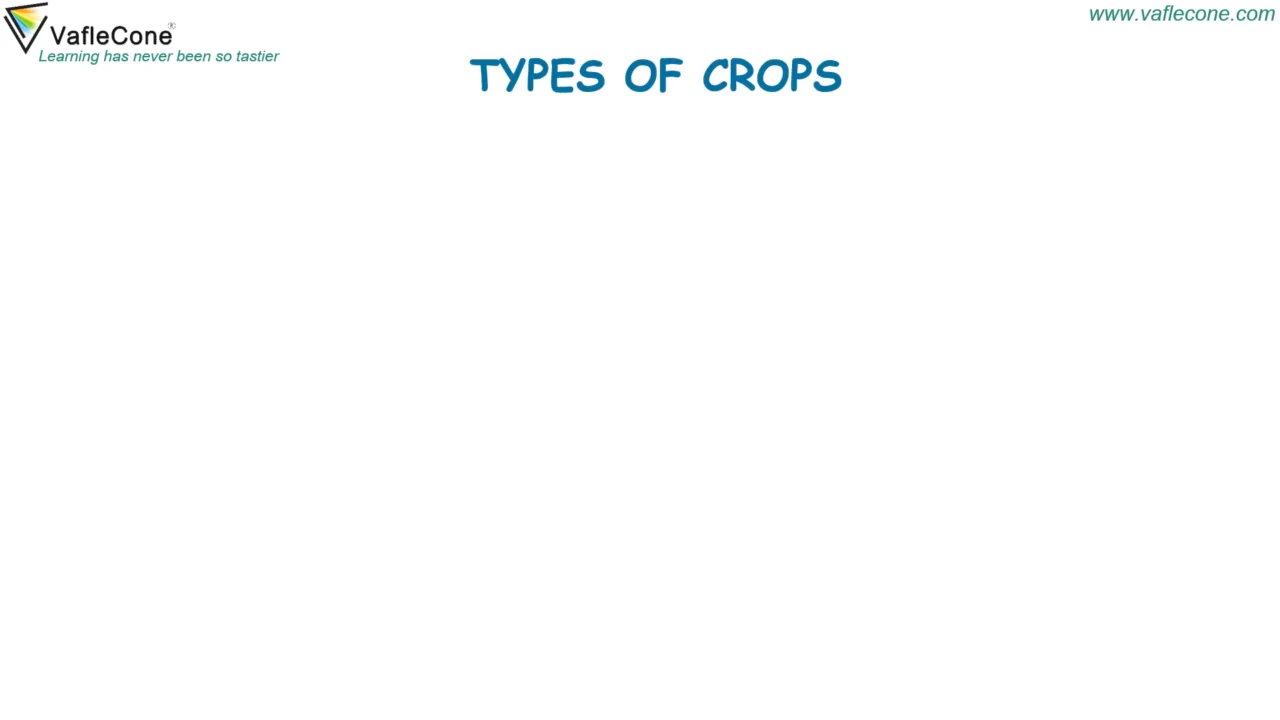 VafleCone®
Learning has never been so tastier
www.vaflecone.com
TYPES OF CROPS